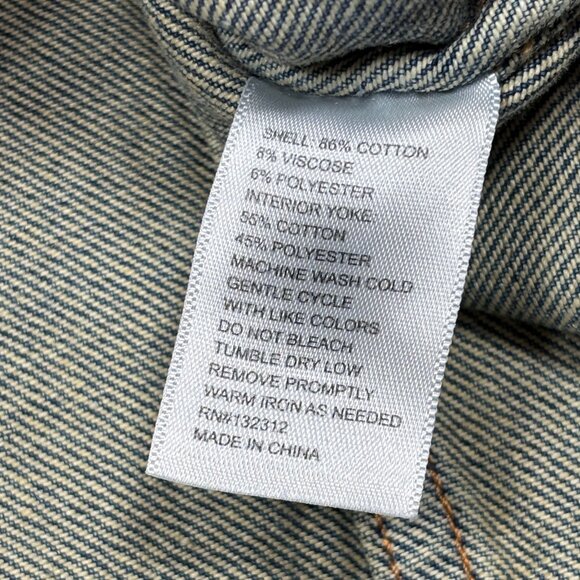 SHELL: 86% COTTON
8% VISCOSE
6% POLYESTER
INTERIOR YOKE
55% COTTON
45% POLYESTER
MACHINE WASH COLD
GENTLE CYCLE
WITH LIKE COLORS
DO NOT BLEACH
TUMBLE DRY LOW
REMOVE PROMPTLY
WARM IRON AS NEEDED
RN#132312
MADE IN CHINA